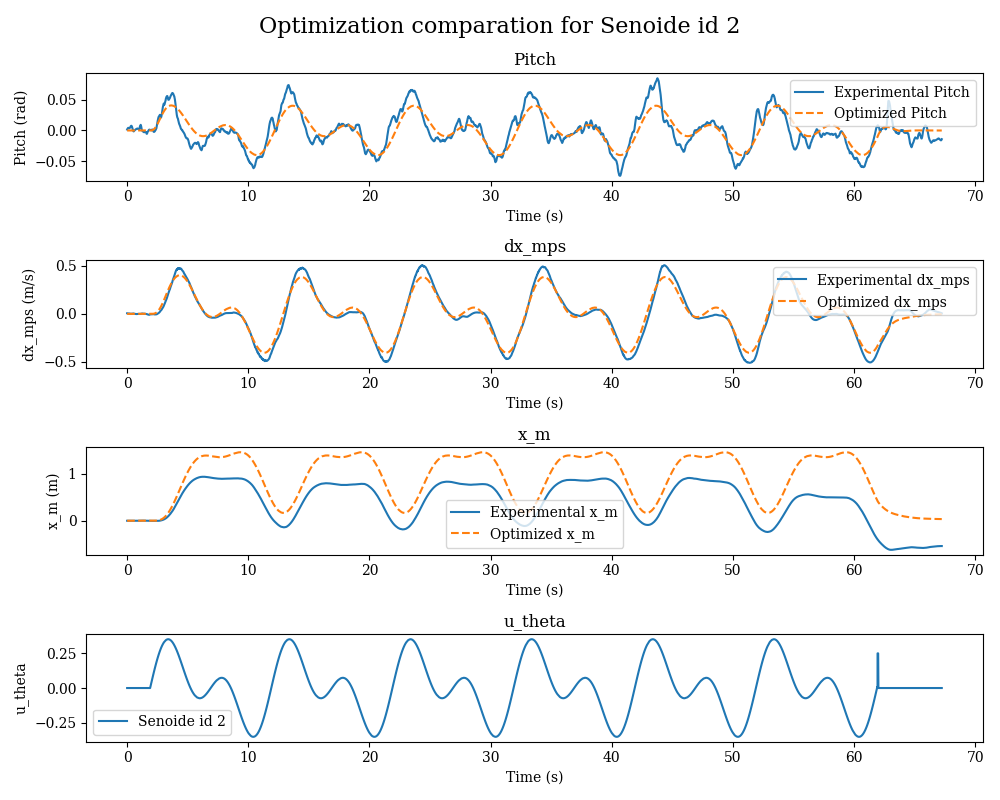 Optimization comparation for Senoide id 2
Pitch
Pitch (rad)
0.05
0.00
−0.05
Experimental Pitch
Optimized Pitch
0 10 20 30 40 50 60 70
Time (s)
dx_mps
dx_mps (m/s)
0.5
0.0
−0.5
Experimental dx_mps
Optimized dx_mps
0 10 20 30 40 50 60 70
Time (s)
x_m
x_m (m)
1
0
Experimental x_m
Optimized x_m
0 10 20 30 40 50 60 70
Time (s)
u_theta
u_theta
0.25
0.00
−0.25
Senoide id 2
0 10 20 30 40 50 60 70
Time (s)